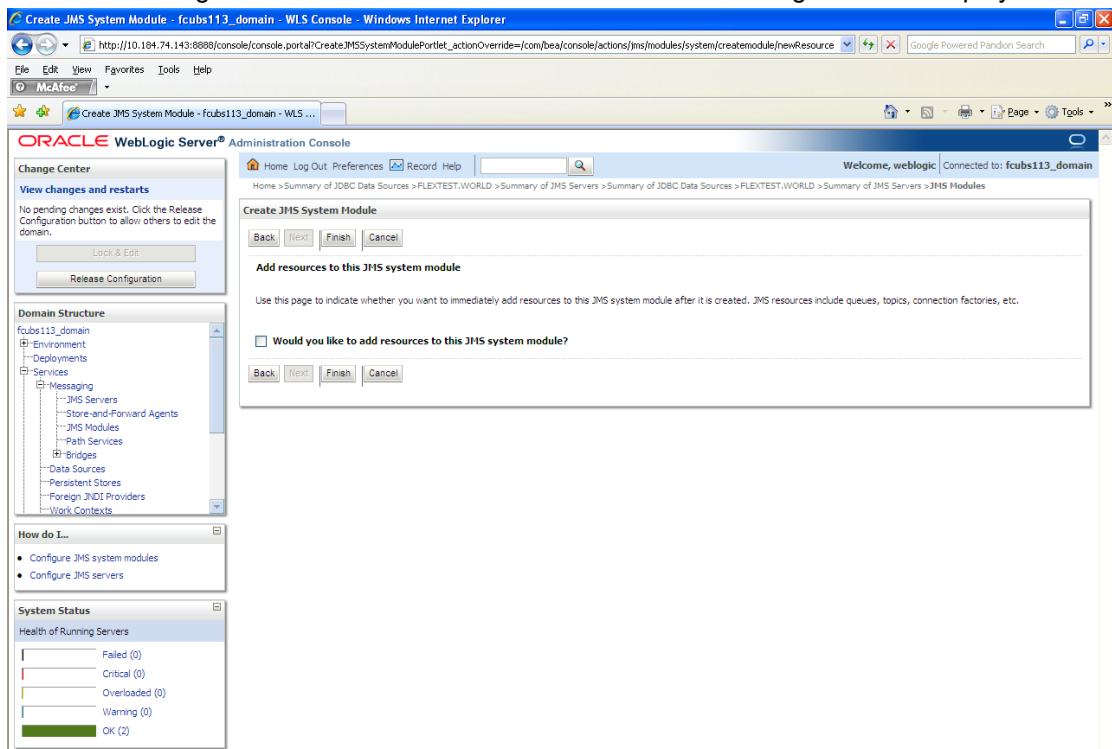 Create JMS System Module - fcubs113_domain - WLS Console - Windows Internet Explorer
http://10.184.74.143:8888/console/console.portal?CreateJMSSystemModulePortlet_actionOverride=/com/bea/console/actions/jms/modules/system/createmodule/newResource
Google Powered Pandion Search
File Edit View Favorites Tools Help
McAfee
Create JMS System Module - fcubs113_domain - WLS ...
Page Tools
ORACLE WebLogic Server® Administration Console
Change Center
View changes and restarts
No pending changes exist. Click the Release
Configuration button to allow others to edit the
domain.
Lock & Edit
Release Configuration
Domain Structure
fcubs113_domain
Environment
Deployments
Services
Messaging
JMS Servers
Store-and-Forward Agents
JMS Modules
Path Services
Bridges
Data Sources
Persistent Stores
Foreign JNDI Providers
Work Contexts
How do I...
Configure JMS system modules
Configure JMS servers
System Status
Health of Running Servers
Failed (0)
Critical (0)
Overloaded (0)
Warning (0)
OK (2)
Home Log Out Preferences Record Help
Welcome, weblogic Connected to: fcubs113_domain
Home >Summary of JDBC Data Sources >FLEXTEST.WORLD >Summary of JMS Servers >Summary of JDBC Data Sources >FLEXTEST.WORLD >Summary of JMS Servers >JMS Modules
Create JMS System Module
Back Next Finish Cancel
Add resources to this JMS system module
Use this page to indicate whether you want to immediately add resources to this JMS system module after it is created. JMS resources include queues, topics, connection factories, etc.
Would you like to add resources to this JMS system module?
Back Next Finish Cancel